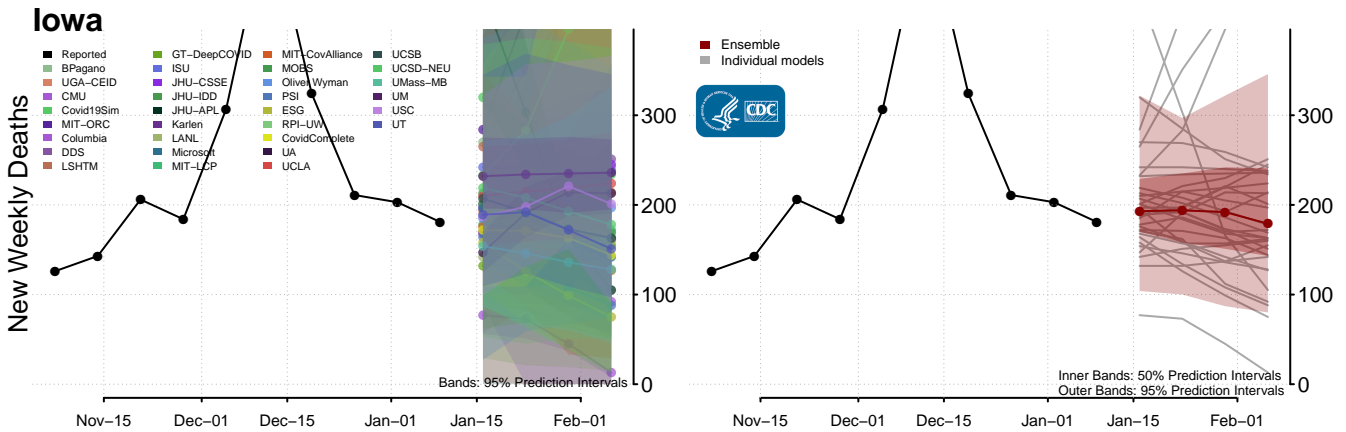 Iowa
New Weekly Deaths
Reported
BPagano
UGA−CEID
CMU
Covid19Sim
MIT−ORC
Columbia
DDS
LSHTM
GT−DeepCOVID
ISU
JHU−CSSE
JHU−IDD
JHU−APL
Karlen
LANL
Microsoft
MIT−LCP
MIT−CovAlliance
MOBS
Oliver Wyman
PSI
ESG
RPI−UW
CovidComplete
UA
UCLA
UCSB
UCSD−NEU
UMass−MB
UM
USC
UT
300
200
100
0
Bands: 95% Prediction Intervals
Nov−15
Dec−01
Dec−15
Jan−01
Jan−15
Feb−01
Ensemble
Individual models
CDC
300
200
100
0
Inner Bands: 50% Prediction Intervals
Outer Bands: 95% Prediction Intervals
Nov−15
Dec−01
Dec−15
Jan−01
Jan−15
Feb−01